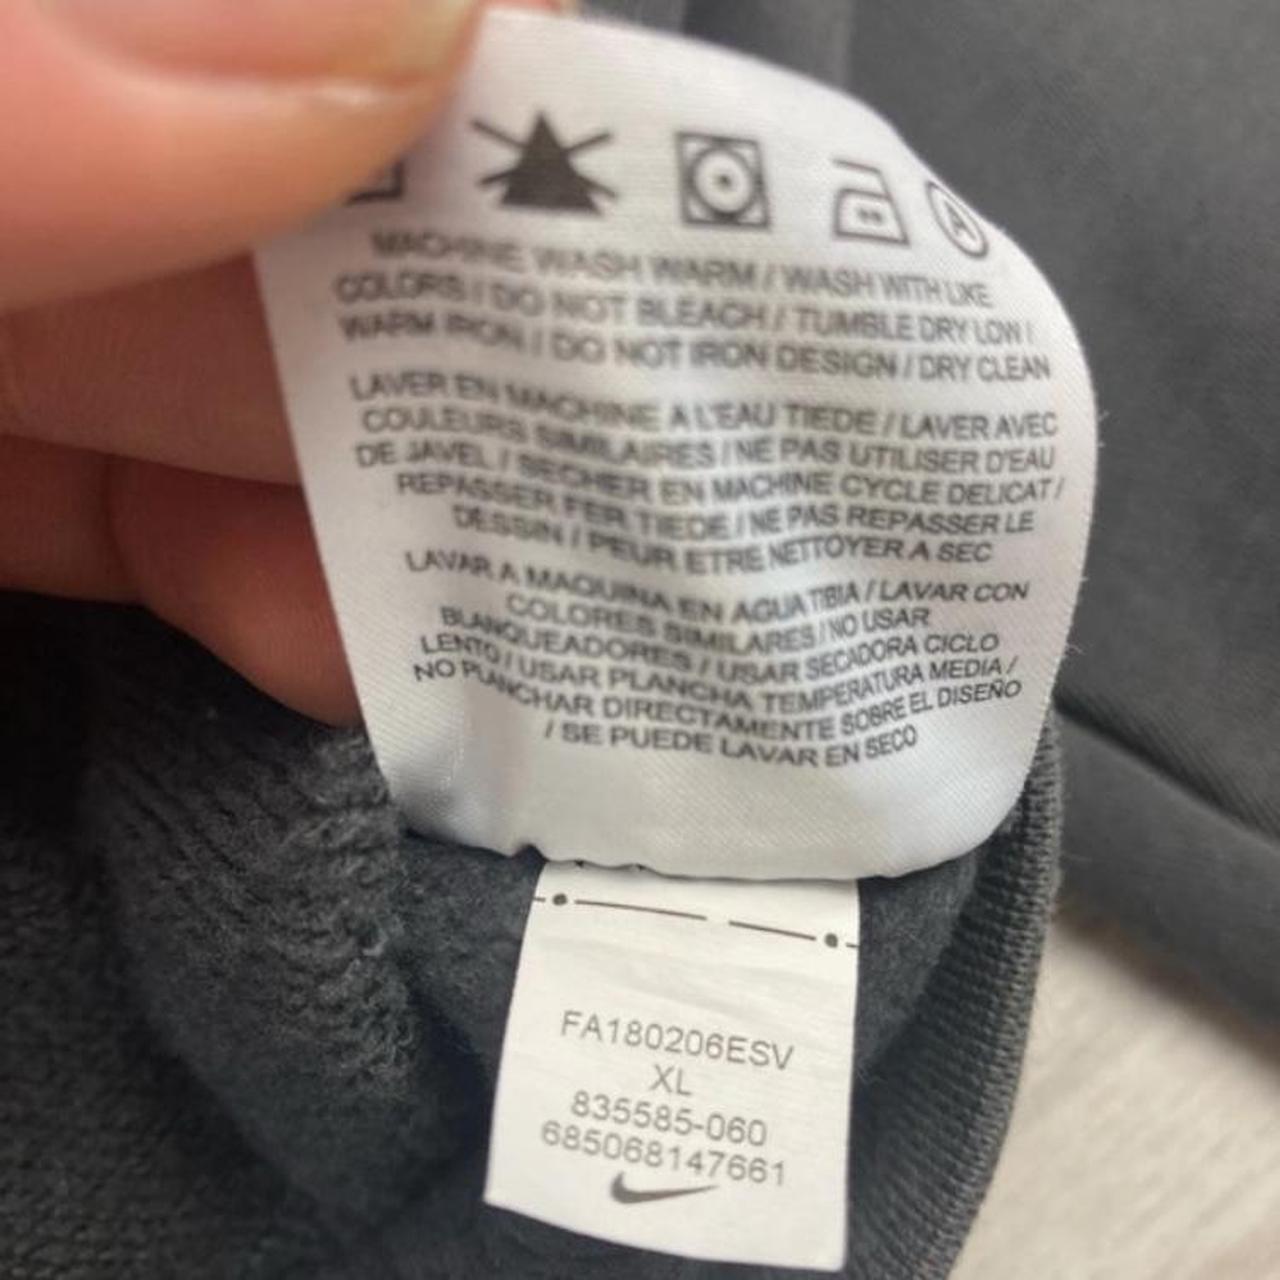 A
MACHINE WASH WARM / WASH WITH LIKE
COLORS / DO NOT BLEACH / TUMBLE DRY LOW /
WARM IRON / DO NOT IRON DESIGN / DRY CLEAN
LAVER EN MACHINE A L'EAU TIEDE / LAVER AVEC
COULEURS SIMILAIRES / NE PAS UTILISER D'EAU
DE JAVEL / SECHER EN MACHINE CYCLE DELICAT /
REPASSER FER TIEDE / NE PAS REPASSER LE
DESSIN / PEUR ETRE NETTOYER A SEC
LAVAR A MAQUINA EN AGUA TIBIA / LAVAR CON
COLORES SIMILARES / NO USAR
BLANQUEADORES / USAR SECADORA CICLO
LENTO / USAR PLANCHA TEMPERATURA MEDIA /
NO PLANCHAR DIRECTAMENTE SOBRE EL DISEÑO
/ SE PUEDE LAVAR EN SECO
FA180206ESV
XL
835585-060
685068147661